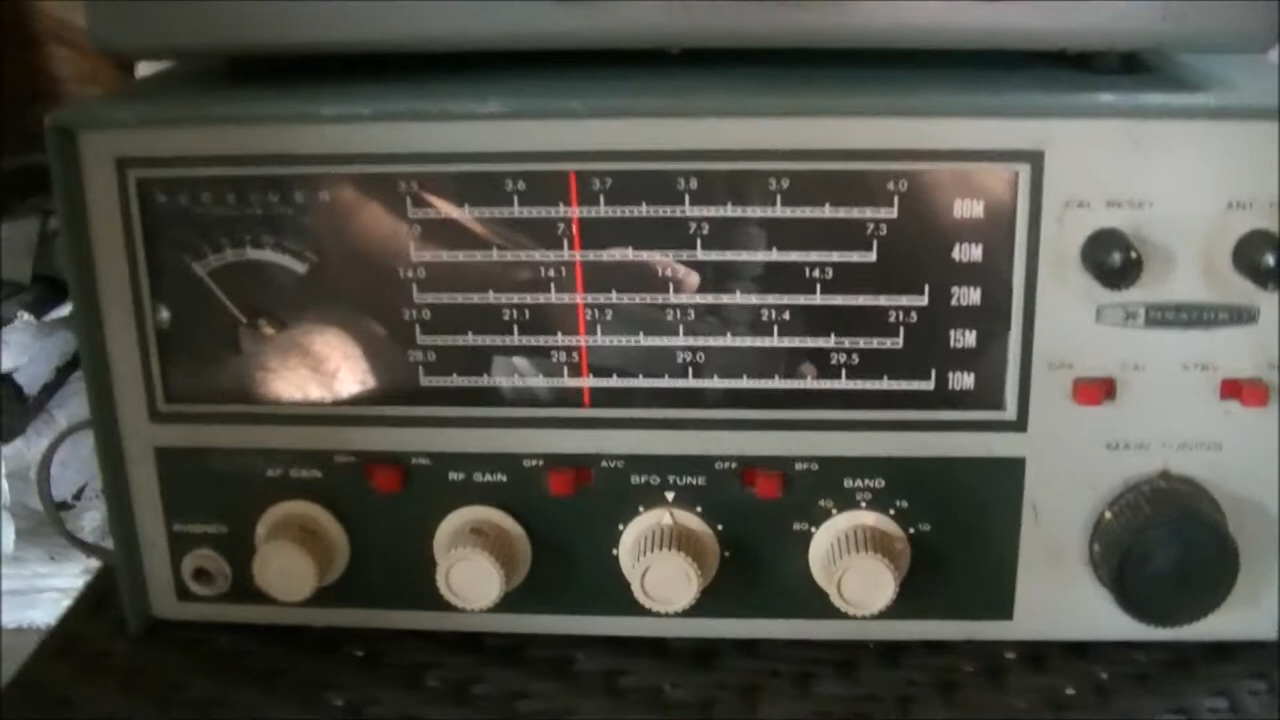 RECEIVER
3.5 3.6 3.7 3.8 3.9 4.0 80M
7.1 7.2 7.3 40M
14.0 14.1 14.2 14.3 20M
21.0 21.1 21.2 21.3 21.4 21.5 15M
28.0 28.5 29.0 29.5 10M
CAL RESET ANT
HEATHKIT
CAL STBY
MAIN TUNING
AF GAIN ANL RF GAIN OFF AVC BFO TUNE OFF BFO BAND
80 40 20 15 10
PHONES